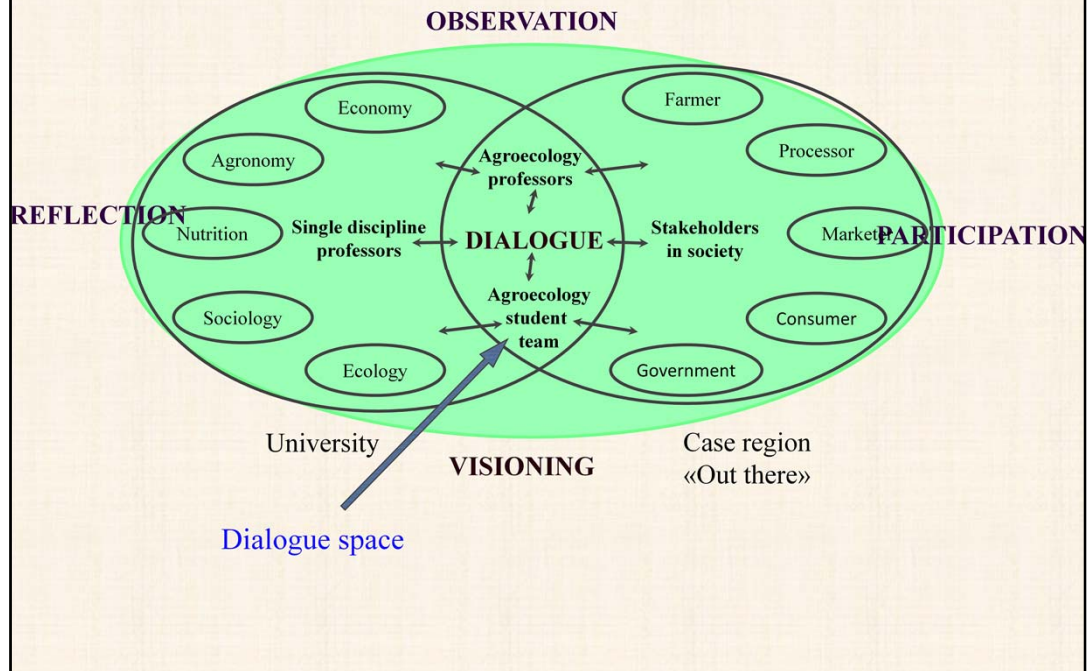 OBSERVATION
Economy
Farmer
Agronomy
Agroecology
professors
Processor
REFLECTION
Nutrition
Single discipline
professors
DIALOGUE
Stakeholders
in society
Marketer
PARTICIPATION
Sociology
Agroecology
student
team
Consumer
Ecology
Government
University
VISIONING
Case region
«Out there»
Dialogue space